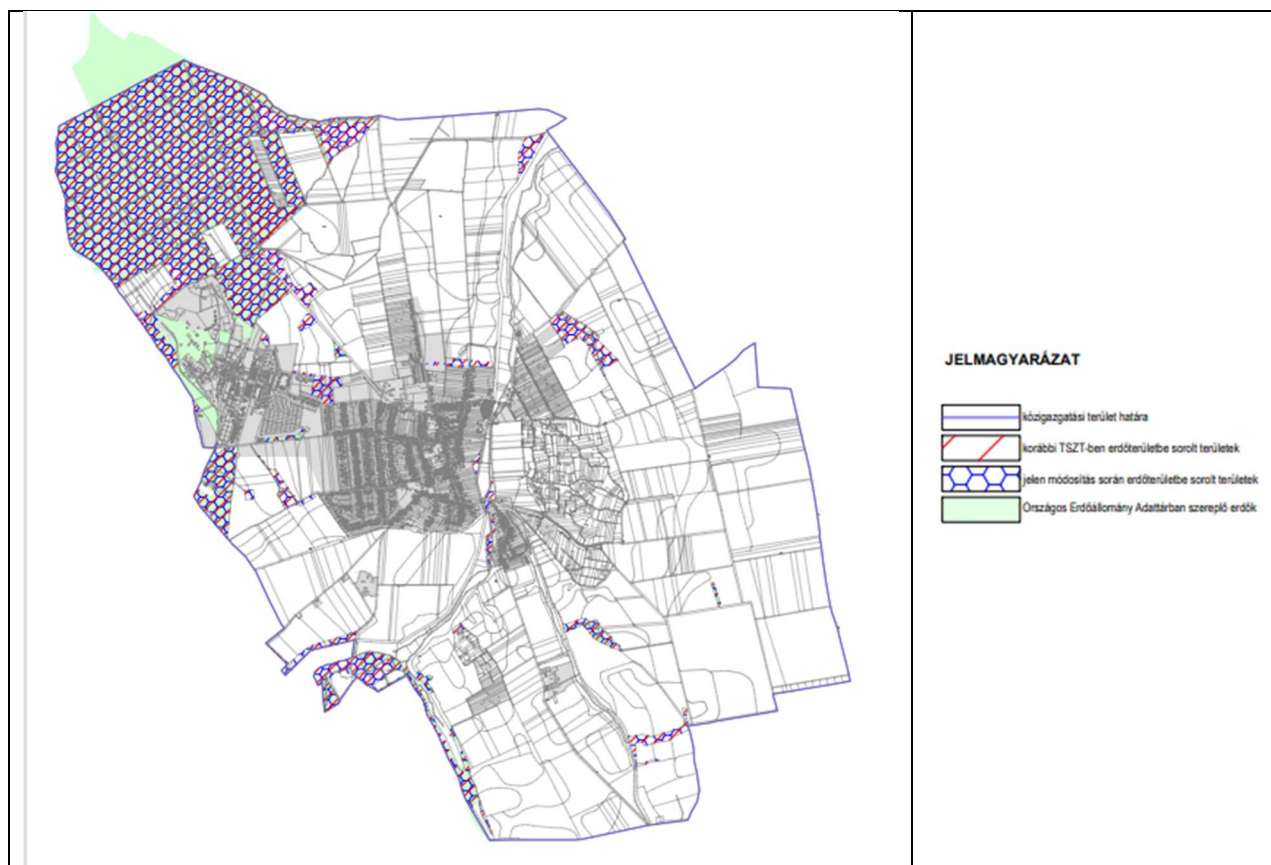 JELMAGYARÁZAT
közigazgatási terület határa
korábbi TSZT-ben erdőterületbe sorolt területek
jelen módosítás során erdőterületbe sorolt területek
Országos Erdőállomány Adattárban szereplő erdők